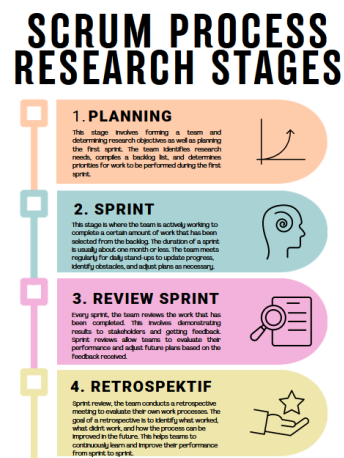 SCRUM PROCESS
RESEARCH STAGES
1. PLANNING
This stage involves forming a team and
determining research objectives as well as planning
the first sprint. The team identifies research
needs, compiles a backlog list, and determines
priorities for work to be performed during the first
sprint.
2. SPRINT
This stage is where the team is actively working to
complete a certain amount of work that has been
selected from the backlog. The duration of a sprint
is usually about one month or less. The team meets
regularly for daily stand-ups to update progress,
identify obstacles, and adjust plans as necessary.
3. REVIEW SPRINT
Every sprint, the team reviews the work that has
been completed. This involves demonstrating
results to stakeholders and getting feedback.
Sprint reviews allow teams to evaluate their
performance and adjust future plans based on the
feedback received.
4. RETROSPEKTIF
Sprint review, the team conducts a retrospective
meeting to evaluate their own work processes. The
goal of a retrospective is to identify what worked,
what didn't work, and how the process can be
improved in the future. This helps teams to
continuously learn and improve their performance
from sprint to sprint.